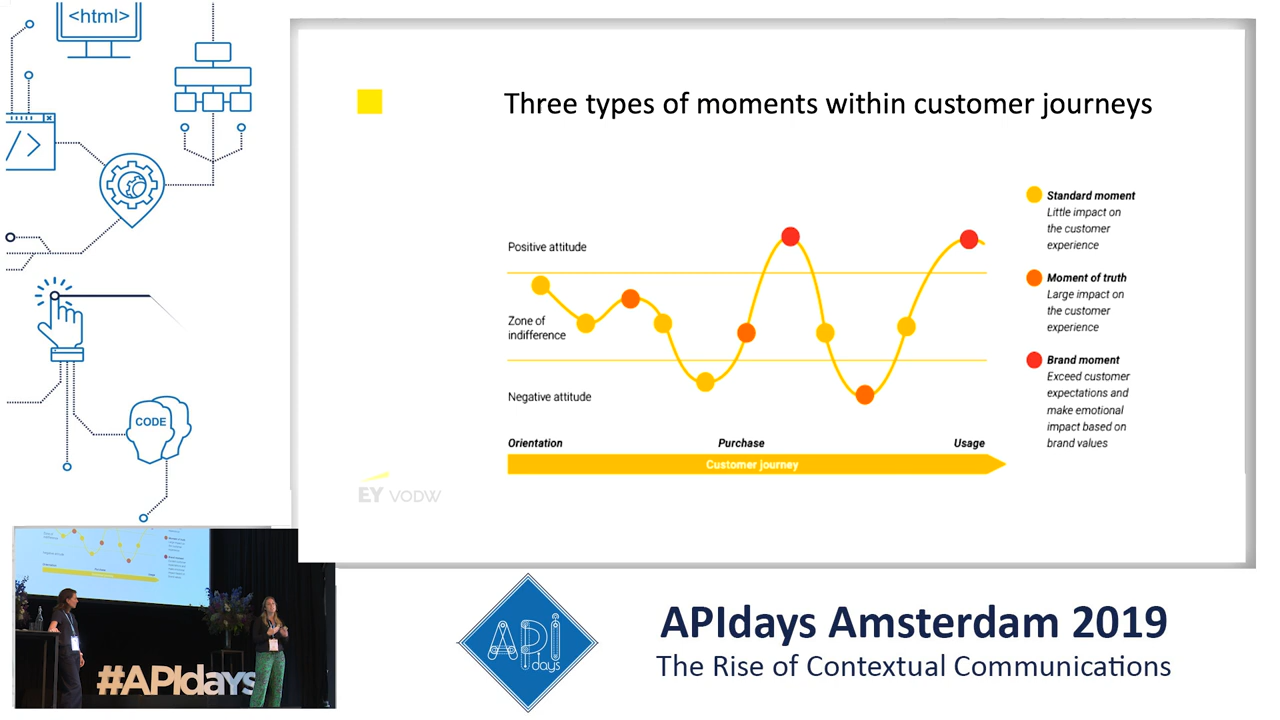 <html>
</>
CODE
Three types of moments within customer journeys
Positive attitude
Zone of
indifference
Negative attitude
Standard moment
Little impact on
the customer
experience
Moment of truth
Large impact on
the customer
experience
Brand moment
Exceed customer
expectations and
make emotional
impact based on
brand values
Orientation
Purchase
Usage
Customer journey
EY VODW
#APIdays
API
days
APIdays Amsterdam 2019
The Rise of Contextual Communications